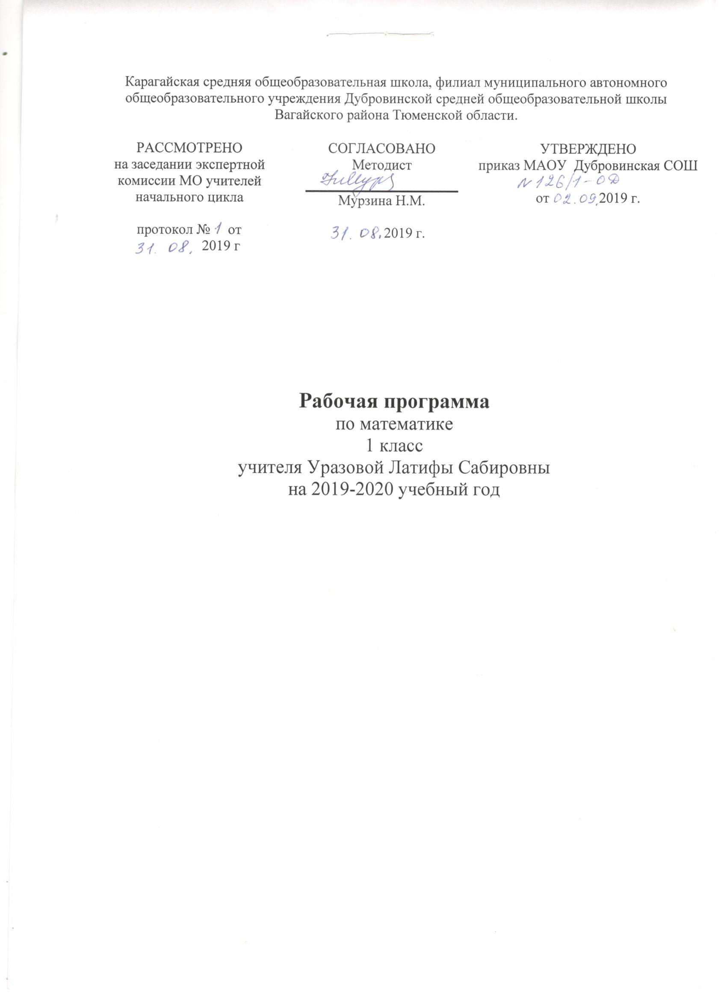 Карагайская средняя общеобразовательная школа, филиал муниципального автономного
общеобразовательного учреждения Дубровинской средней общеобразовательной школы
Вагайского района Тюменской области.
РАССМОТРЕНО
на заседании экспертной
комиссии МО учителей
начального цикла
протокол № 1 от
31. 08. 2019 г
СОГЛАСОВАНО
Методист
Мурзина Н.М.
31. 08. 2019 г.
УТВЕРЖДЕНО
приказ МАОУ Дубровинская СОШ
N 126/1-ОД
от 02.09.2019 г.
Рабочая программа
по математике
1 класс
учителя Уразовой Латифы Сабировны
на 2019-2020 учебный год